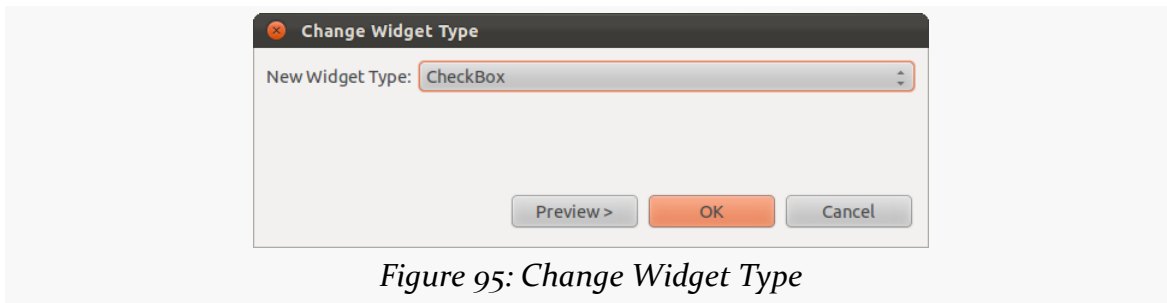 Change Widget Type
New Widget Type: CheckBox
Preview > OK Cancel
Figure 95: Change Widget Type